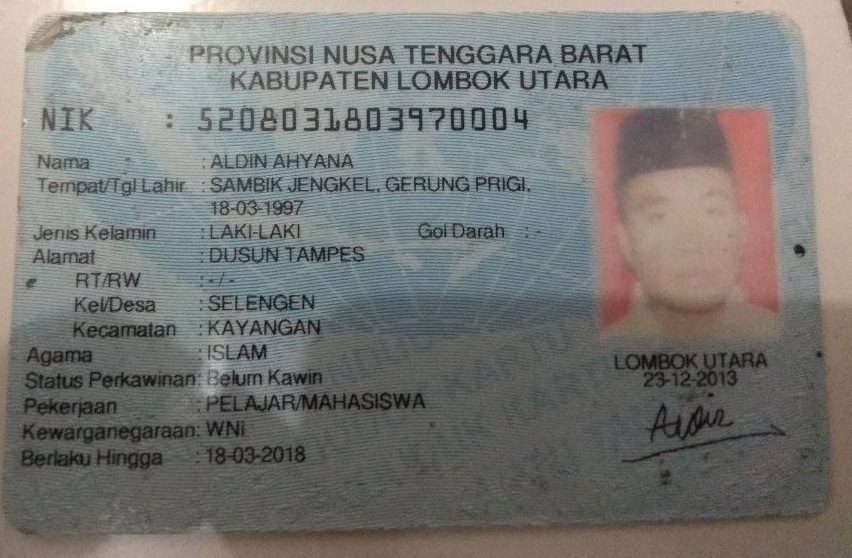 PROVINSI NUSA TENGGARA BARAT
KABUPATEN LOMBOK UTARA
NIK : 5208031803970004
Nama : ALDIN AHYANA
Tempat/Tgl Lahir : SAMBIK JENGKEL, GERUNG PRIGI,
18-03-1997
Jenis Kelamin : LAKI-LAKI Gol Darah : -
Alamat : DUSUN TAMPES
RT/RW : - / -
Kel/Desa : SELENGEN
Kecamatan : KAYANGAN
Agama : ISLAM
Status Perkawinan: Belum Kawin
Pekerjaan : PELAJAR/MAHASISWA
Kewarganegaraan: WNI
Berlaku Hingga : 18-03-2018
LOMBOK UTARA
23-12-2013
Aldin